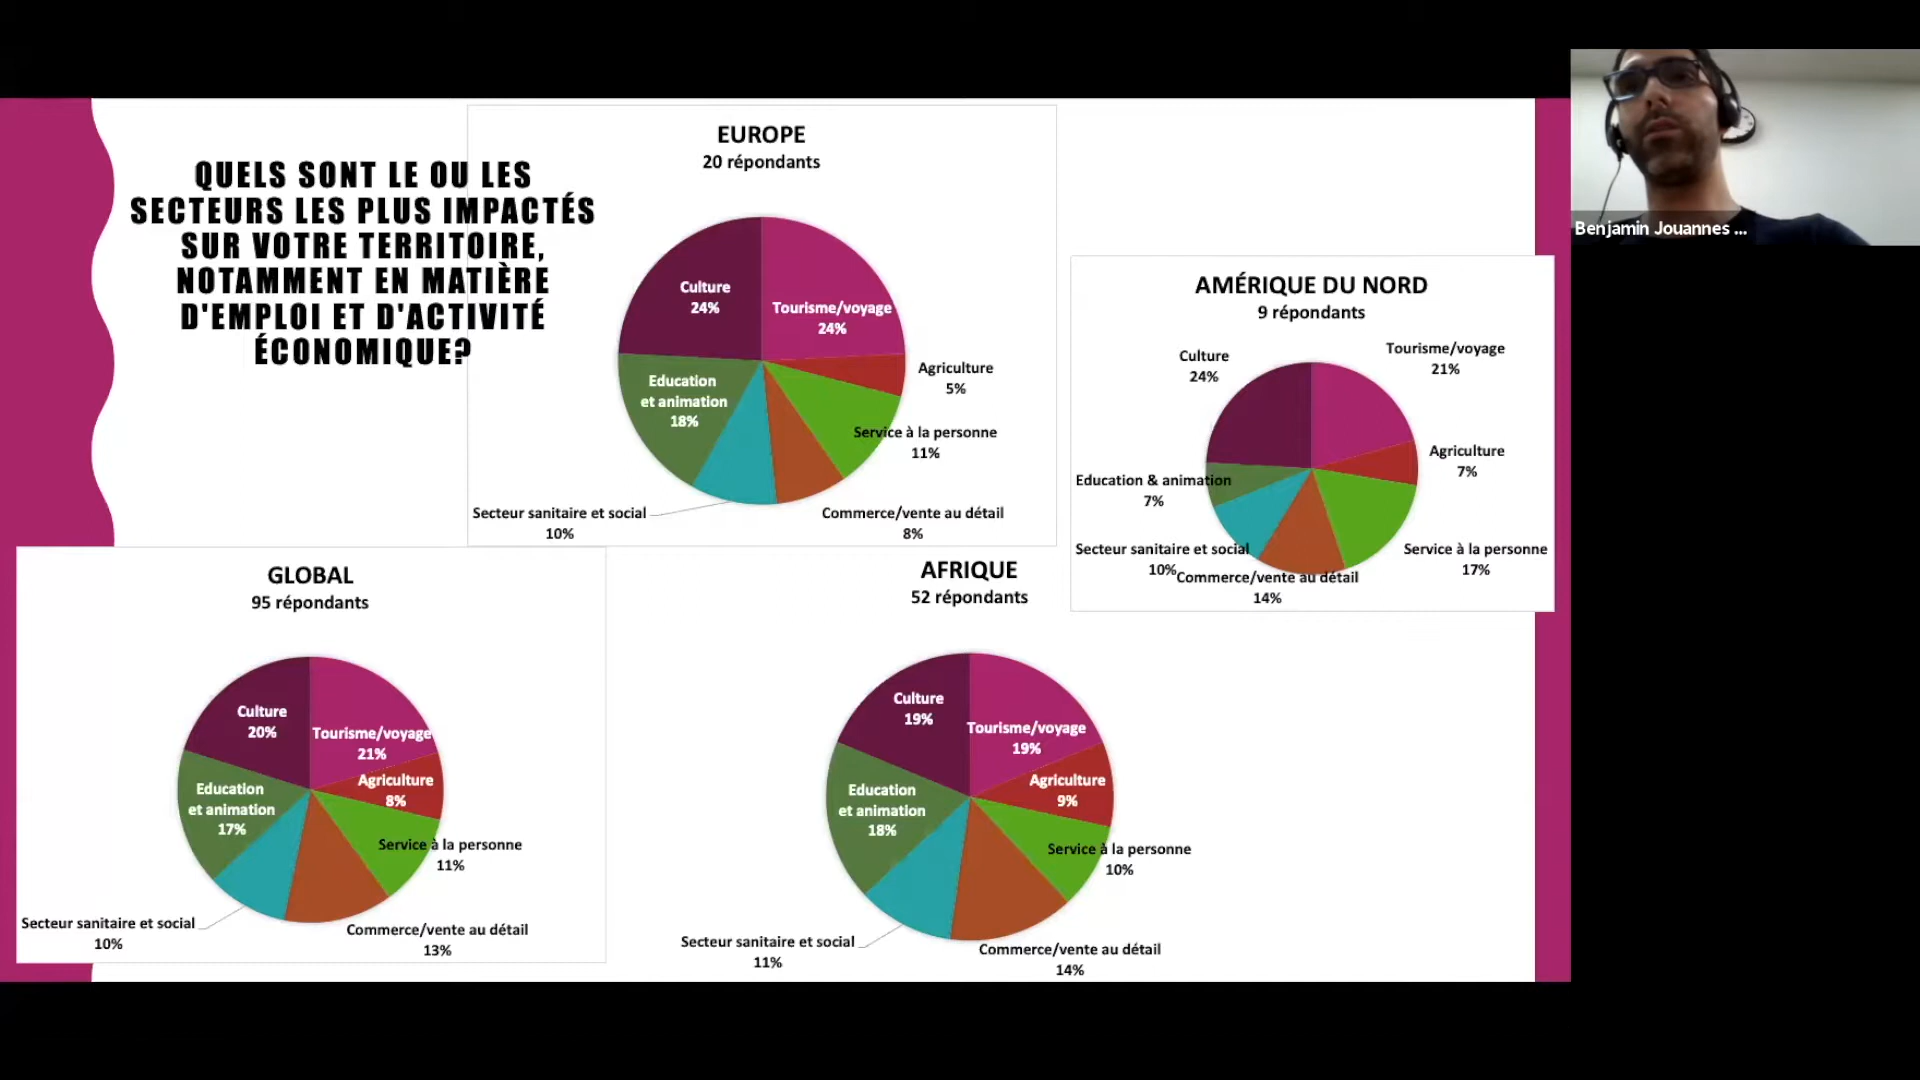 QUELS SONT LE OU LES
SECTEURS LES PLUS IMPACTÉS
SUR VOTRE TERRITOIRE,
NOTAMMENT EN MATIÈRE
D'EMPLOI ET D'ACTIVITÉ
ÉCONOMIQUE?
EUROPE
20 répondants
Culture
24%
Tourisme/voyage
24%
Agriculture
5%
Education
et animation
18%
Service à la personne
11%
Secteur sanitaire et social
10%
Commerce/vente au détail
8%
Benjamin Jouannes ...
AMÉRIQUE DU NORD
9 répondants
Culture
24%
Tourisme/voyage
21%
Agriculture
7%
Education & animation
7%
Secteur sanitaire et social
10%
Service à la personne
17%
Commerce/vente au détail
14%
GLOBAL
95 répondants
Culture
20%
Tourisme/voyage
21%
Agriculture
8%
Education
et animation
17%
Service à la personne
11%
Secteur sanitaire et social
10%
Commerce/vente au détail
13%
AFRIQUE
52 répondants
Culture
19%
Tourisme/voyage
19%
Agriculture
9%
Education
et animation
18%
Service à la personne
10%
Secteur sanitaire et social
11%
Commerce/vente au détail
14%